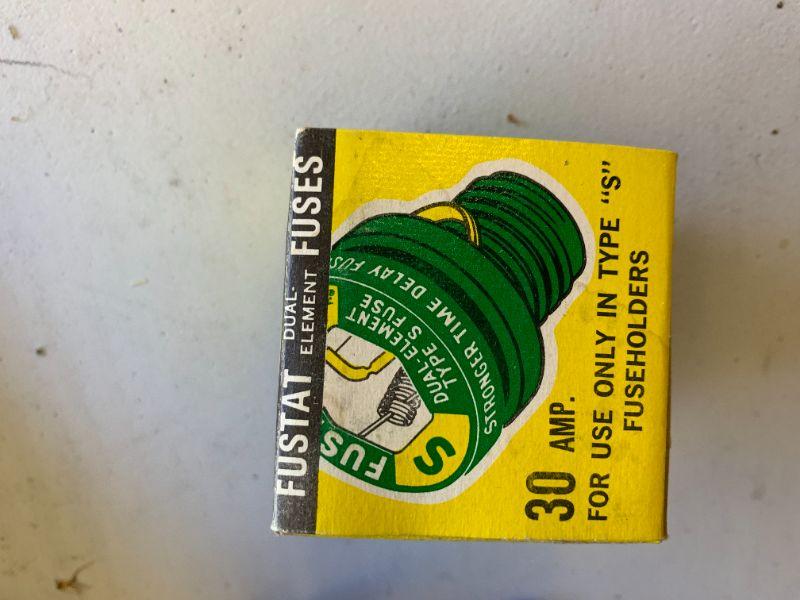 FUSTAT DUAL-ELEMENT FUSES
STRONGER TIME DELAY FUS
DUAL-ELEMENT
TYPE S FUSE
FUS
S
30 AMP.
FOR USE ONLY IN TYPE "S"
FUSEHOLDERS